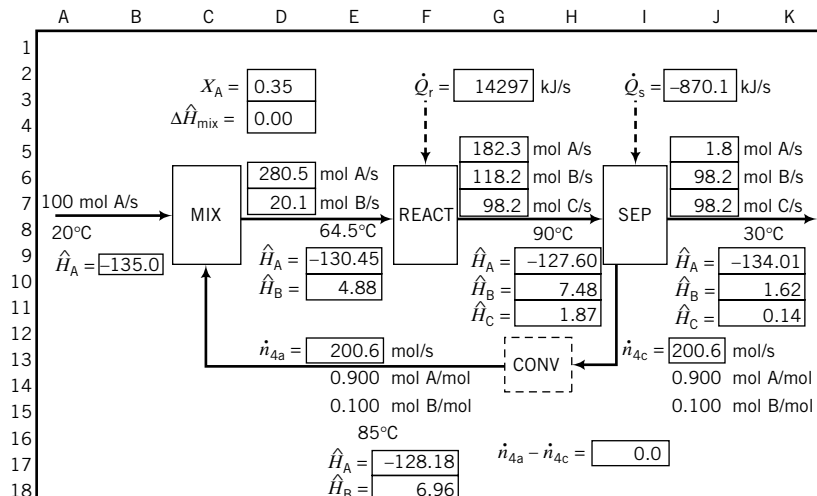 A B C D E F G H I J K
1
2
3
4
5
6
7
8
9
10
11
12
13
14
15
16
17
18
X_A = 0.35
ΔĤ_mix = 0.00
Q̇_r = 14297 kJ/s
Q̇_s = −870.1 kJ/s
280.5 mol A/s
20.1 mol B/s
182.3 mol A/s
118.2 mol B/s
98.2 mol C/s
1.8 mol A/s
98.2 mol B/s
98.2 mol C/s
100 mol A/s
MIX
REACT
SEP
20°C
64.5°C
90°C
30°C
Ĥ_A = −135.0
Ĥ_A = −130.45
Ĥ_B = 4.88
Ĥ_A = −127.60
Ĥ_B = 7.48
Ĥ_C = 1.87
Ĥ_A = −134.01
Ĥ_B = 1.62
Ĥ_C = 0.14
ṅ_4a = 200.6 mol/s
0.900 mol A/mol
0.100 mol B/mol
CONV
ṅ_4c = 200.6 mol/s
0.900 mol A/mol
0.100 mol B/mol
85°C
Ĥ_A = −128.18
Ĥ_B = 6.96
ṅ_4a − ṅ_4c = 0.0